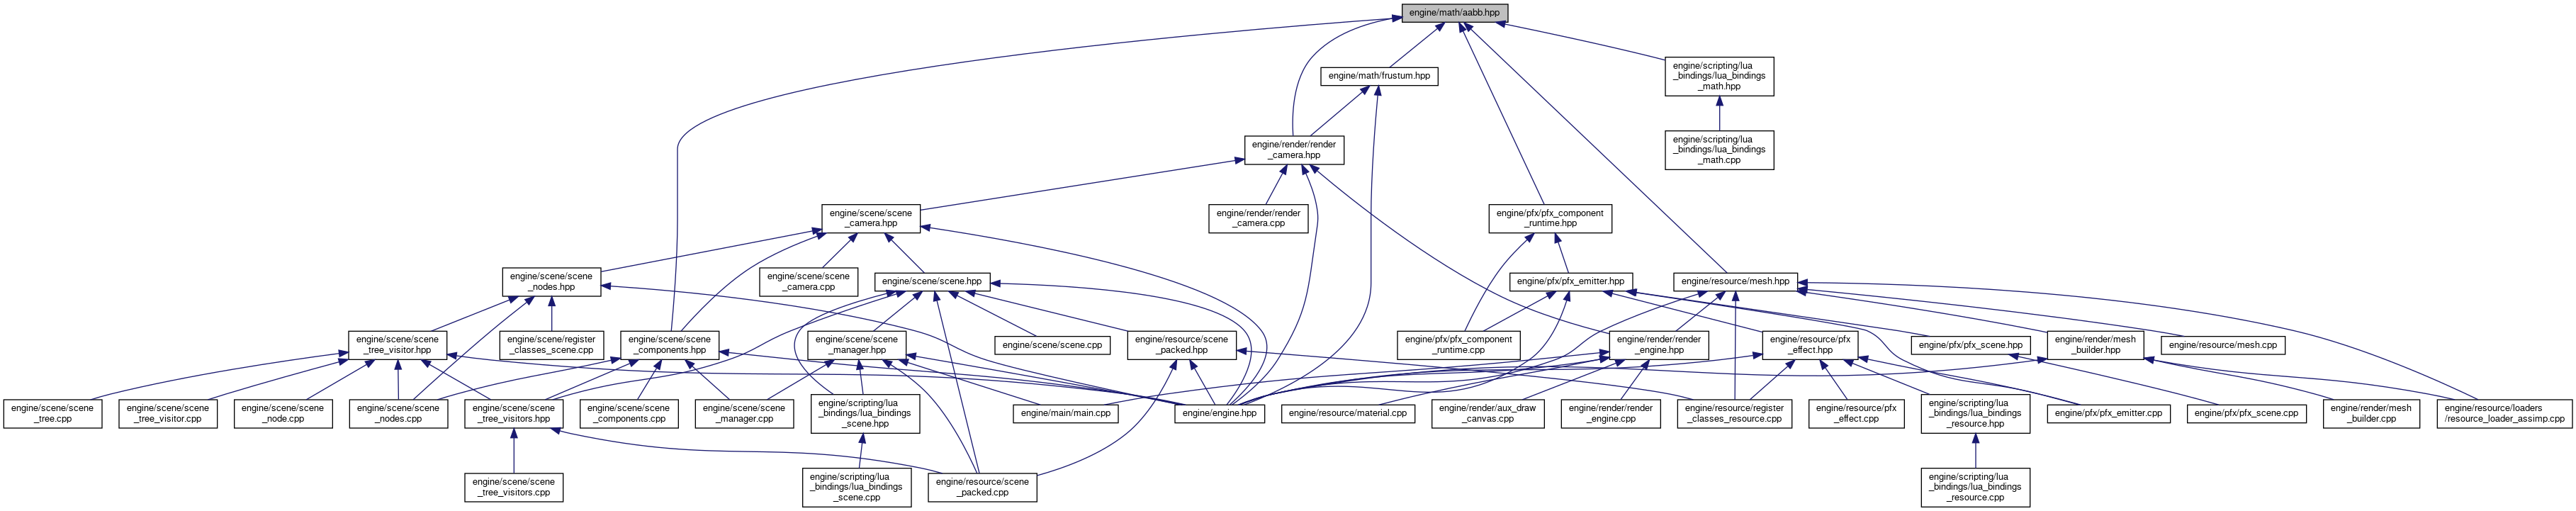 engine/math/aabb.hpp
engine/scripting/lua
_bindings/lua_bindings
_math.hpp
engine/math/frustum.hpp
engine/render/render
_camera.hpp
engine/scripting/lua
_bindings/lua_bindings
_math.cpp
engine/scene/scene
_camera.hpp
engine/render/render
_camera.cpp
engine/pfx/pfx_component
_runtime.hpp
engine/scene/scene
_nodes.hpp
engine/scene/scene
_camera.cpp
engine/scene/scene.hpp
engine/pfx/pfx_emitter.hpp
engine/resource/mesh.hpp
engine/scene/scene
_tree_visitor.hpp
engine/scene/register
_classes_scene.cpp
engine/scene/scene
_components.hpp
engine/scene/scene
_manager.hpp
engine/scene/scene.cpp
engine/resource/scene
_packed.hpp
engine/pfx/pfx_component
_runtime.cpp
engine/render/render
_engine.hpp
engine/resource/pfx
_effect.hpp
engine/pfx/pfx_scene.hpp
engine/render/mesh
_builder.hpp
engine/resource/mesh.cpp
engine/scene/scene
_tree.cpp
engine/scene/scene
_tree_visitor.cpp
engine/scene/scene
_node.cpp
engine/scene/scene
_nodes.cpp
engine/scene/scene
_tree_visitors.hpp
engine/scene/scene
_components.cpp
engine/scene/scene
_manager.cpp
engine/scripting/lua
_bindings/lua_bindings
_scene.hpp
engine/main/main.cpp
engine/engine.hpp
engine/resource/material.cpp
engine/render/aux_draw
_canvas.cpp
engine/render/render
_engine.cpp
engine/resource/register
_classes_resource.cpp
engine/resource/pfx
_effect.cpp
engine/scripting/lua
_bindings/lua_bindings
_resource.hpp
engine/pfx/pfx_emitter.cpp
engine/pfx/pfx_scene.cpp
engine/render/mesh
_builder.cpp
engine/resource/loaders
/resource_loader_assimp.cpp
engine/scene/scene
_tree_visitors.cpp
engine/scripting/lua
_bindings/lua_bindings
_scene.cpp
engine/resource/scene
_packed.cpp
engine/scripting/lua
_bindings/lua_bindings
_resource.cpp